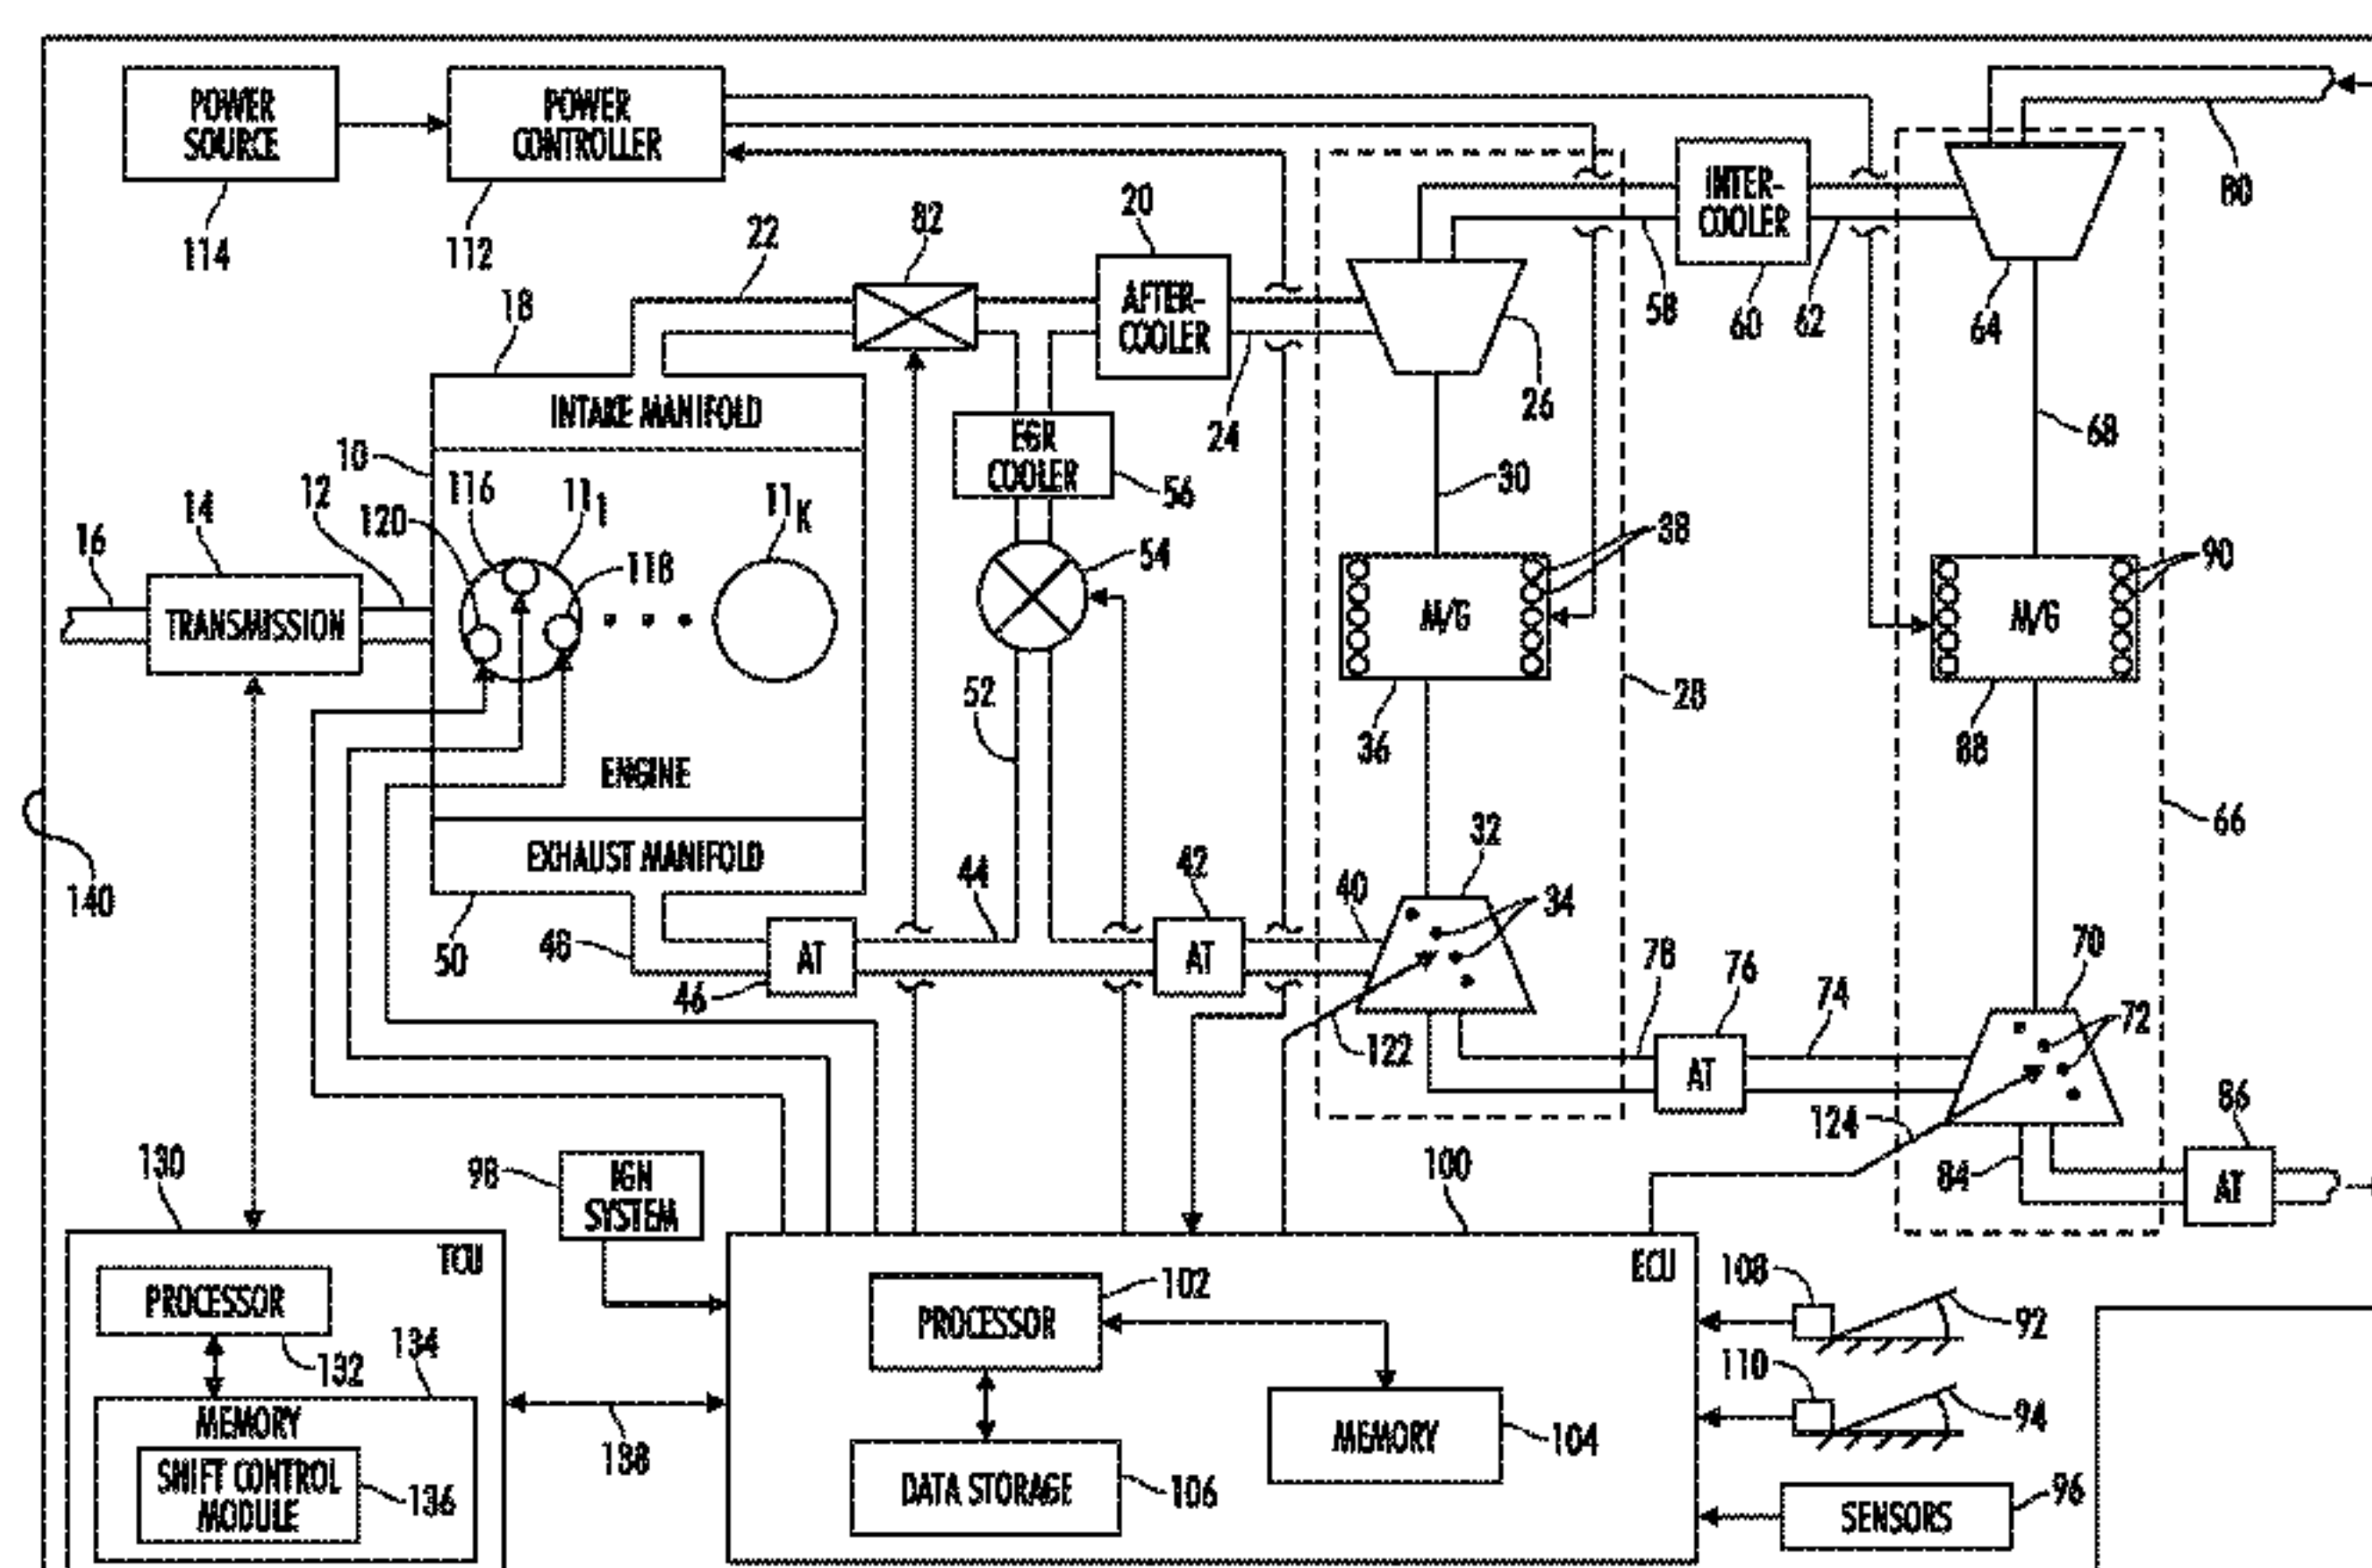 POWER
SOURCE
114
POWER
CONTROLLER
112
80
INTER-
COOLER
60
58
62
64
20
82
22
18
AFTER-
COOLER
24
26
INTAKE MANIFOLD
EGR
COOLER
56
30
68
10
116
11₁
11K
120
12
14
16
TRANSMISSION
118
54
38
90
M/G
M/G
52
28
36
88
ENGINE
66
32
EXHAUST MANIFOLD
44
42
40
34
140
50
48
AT
46
AT
78
76
74
70
72
122
AT
124
86
84
AT
130
98
IGN
SYSTEM
100
TCU
ECU
PROCESSOR
132
134
MEMORY
SHIFT CONTROL
MODULE
136
138
102
PROCESSOR
MEMORY
104
DATA STORAGE
106
108
92
110
94
SENSORS
96